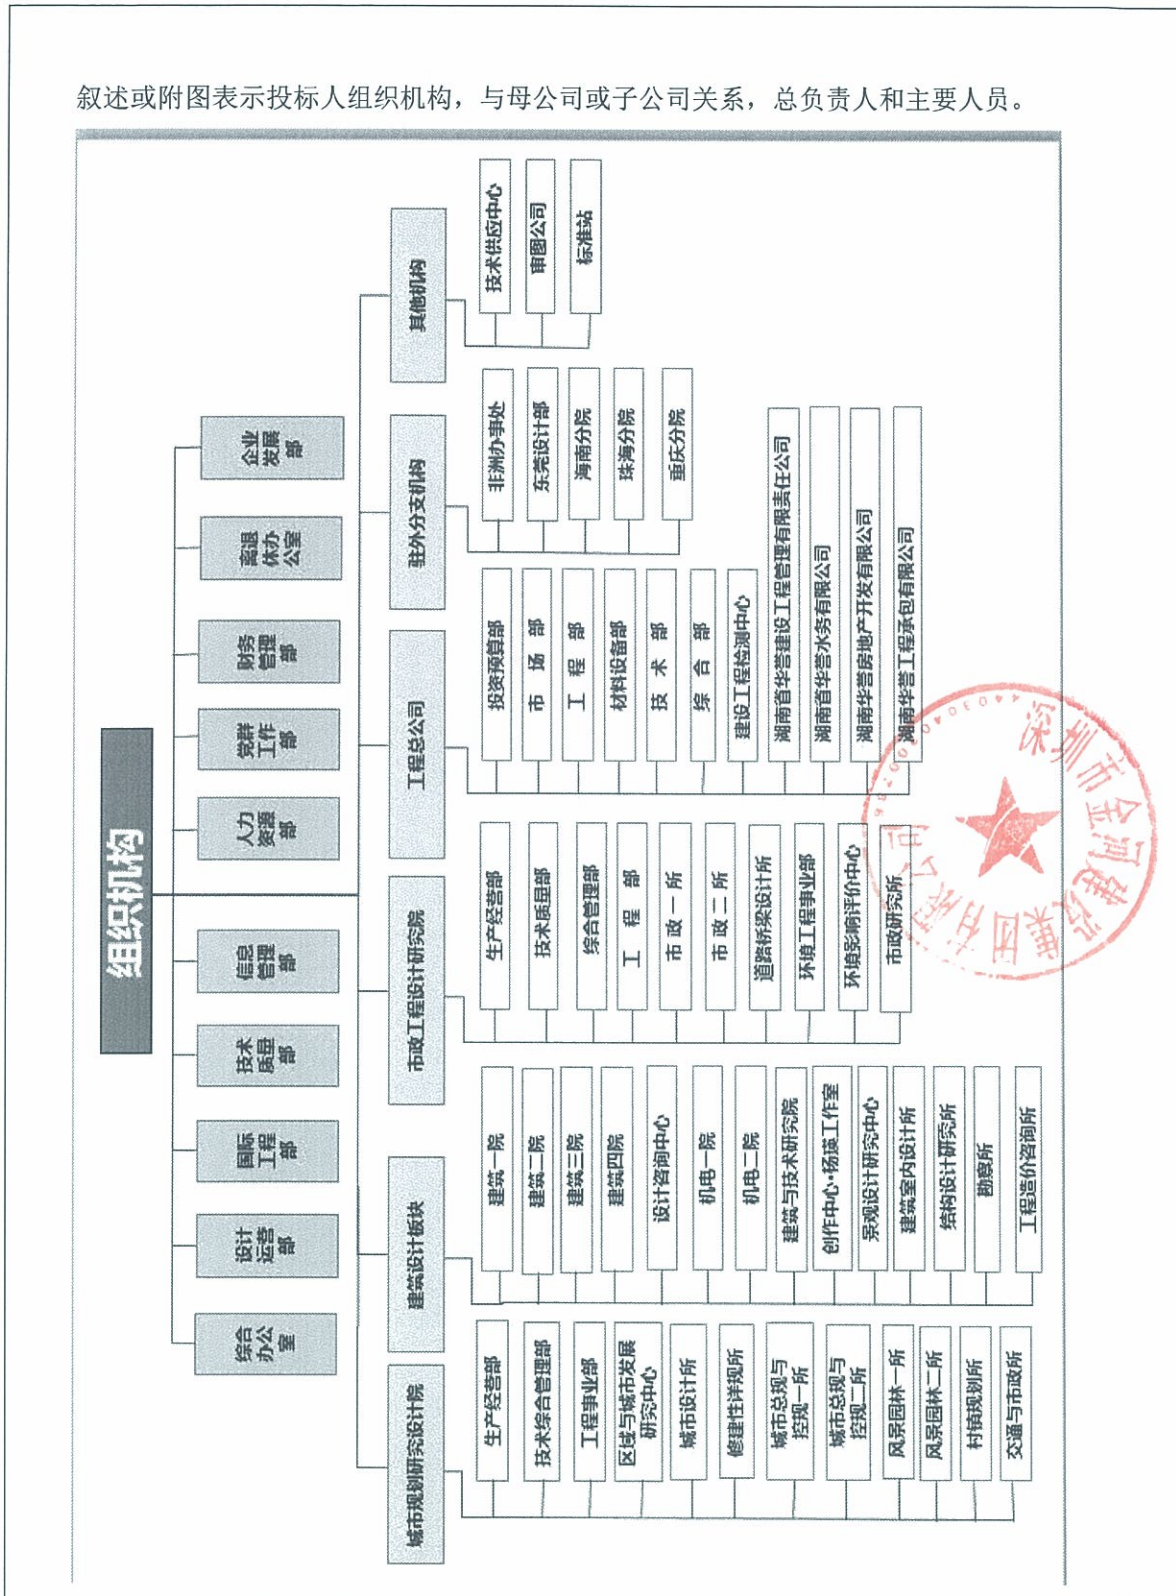 叙述或附图表示投标人组织机构，与母公司或子公司关系，总负责人和主要人员。
组织机构
综合
办公
室
设计
运营
部
国际
工程
部
技术
质量
部
信息
管理
部
人力
资源
部
党群
工作
部
财务
管理
部
离退
休办
公室
企业
发展
部
城市规划研究设计院
生产经营部
技术综合管理部
工程事业部
区域与城市发展
研究中心
城市设计所
修建性详规所
城市总规与
控规一所
城市总规与
控规二所
风景园林一所
风景园林二所
村镇规划所
交通与市政所
建筑设计板块
建筑一院
建筑二院
建筑三院
建筑四院
设计咨询中心
机电一院
机电二院
建筑与技术研究院
创作中心·杨瑛工作室
景观设计研究中心
建筑室内设计所
结构设计研究所
勘察所
工程造价咨询所
市政工程设计研究院
生产经营部
技术质量部
综合管理部
工 程 部
市 政 一 所
市 政 二 所
道路桥梁设计所
环境工程事业部
环境影响评价中心
市政研究所
工程总公司
投资预算部
市 场 部
工 程 部
材料设备部
技 术 部
综 合 部
建设工程检测中心
湖南省华誉建设工程管理有限责任公司
湖南省华誉水务有限公司
湖南华誉房地产开发有限公司
湖南华誉工程承包有限公司
驻外分支机构
非洲办事处
东莞设计部
海南分院
珠海分院
重庆分院
其他机构
技术供应中心
审图公司
标准站
深圳市金河建设集团有限公司